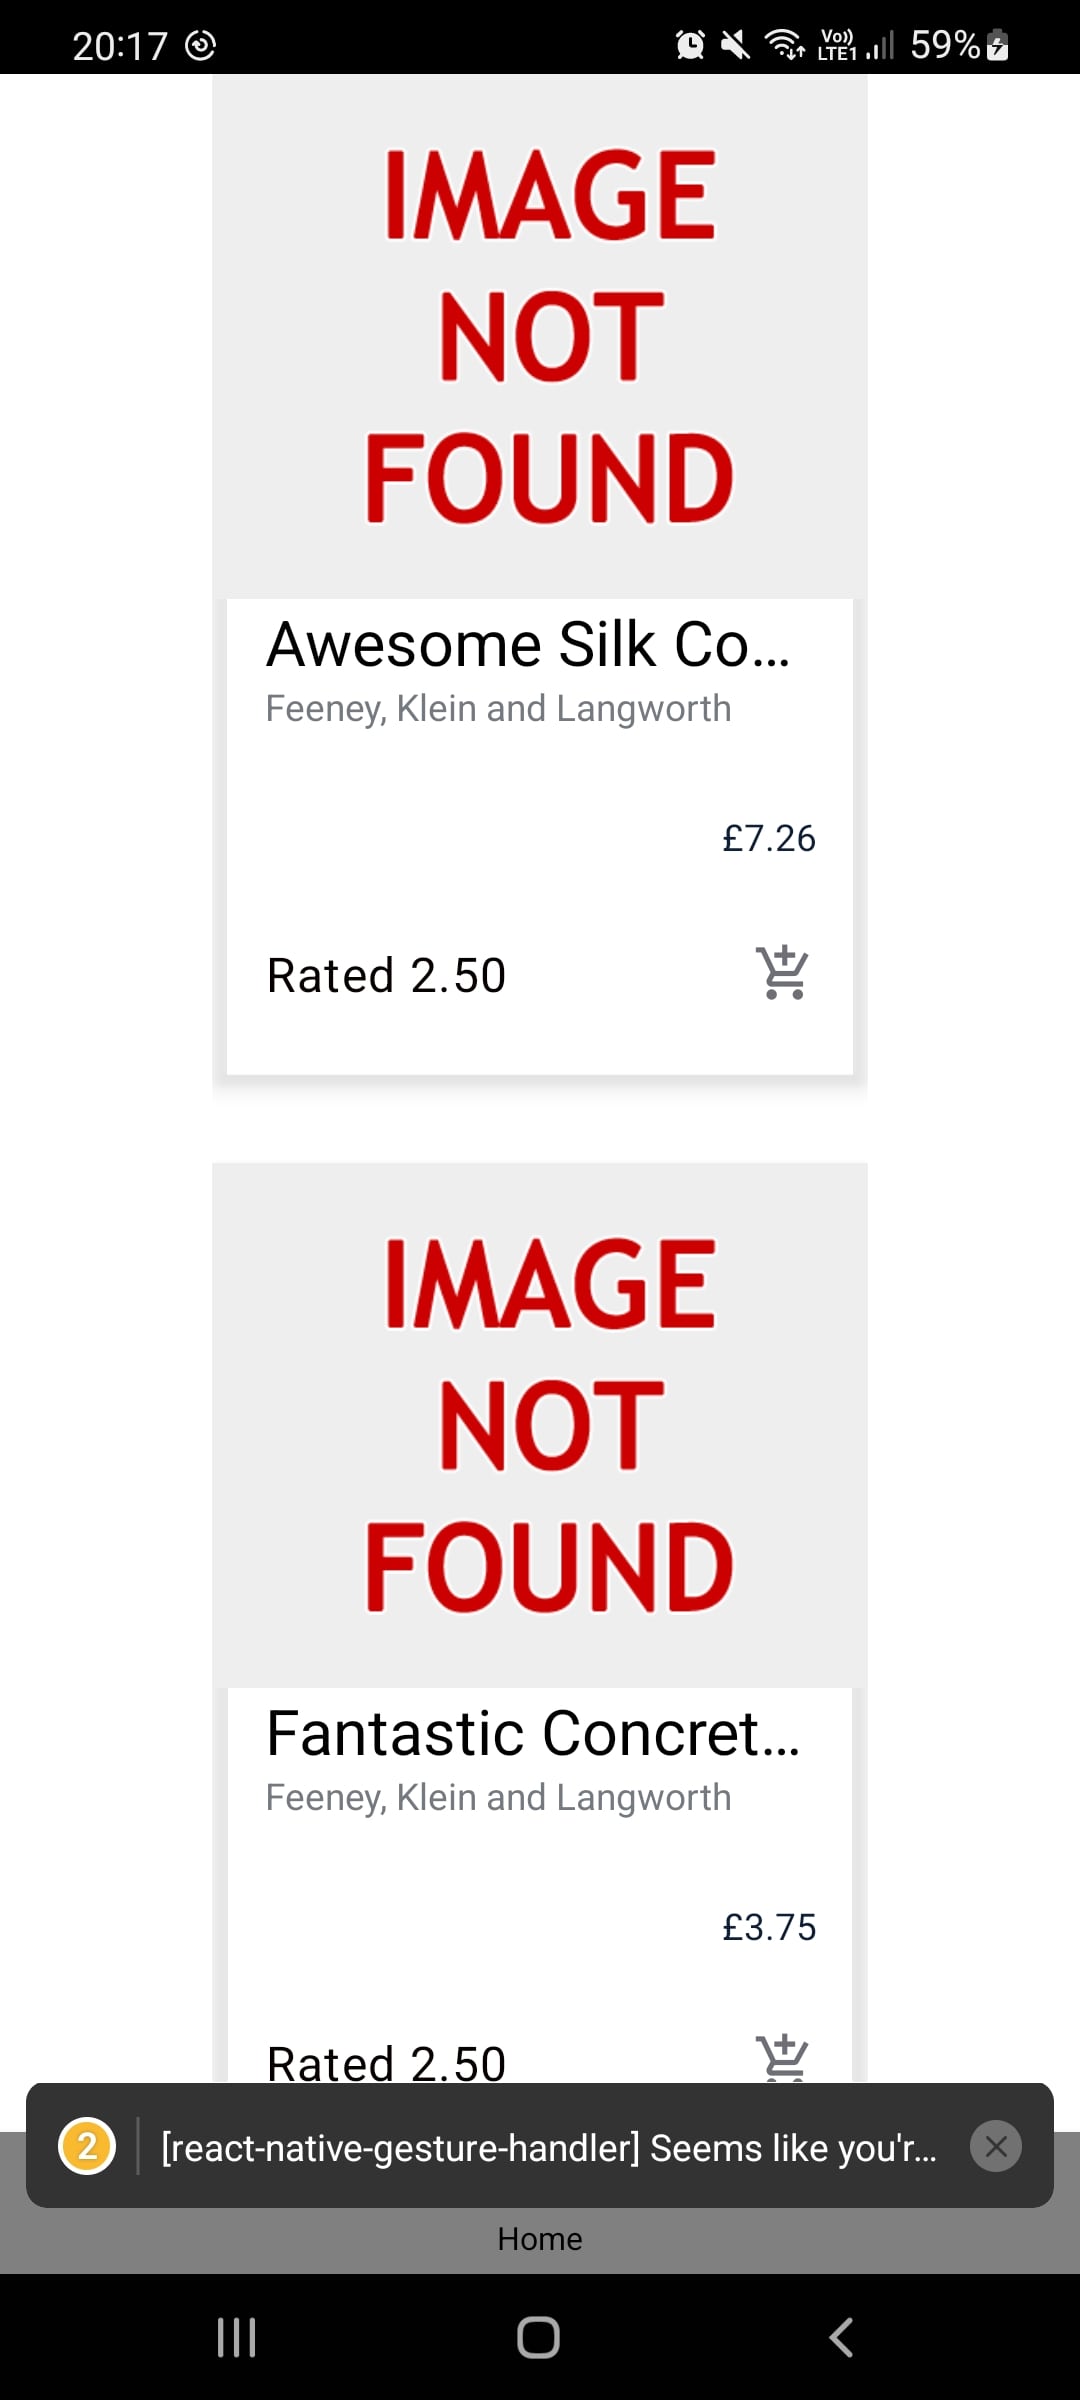 20:17
Vo)) LTE1 59%
IMAGE
NOT
FOUND
Awesome Silk Co...
Feeney, Klein and Langworth
£7.26
Rated 2.50
IMAGE
NOT
FOUND
Fantastic Concret...
Feeney, Klein and Langworth
£3.75
Rated 2.50
2 [react-native-gesture-handler] Seems like you'r...
Home